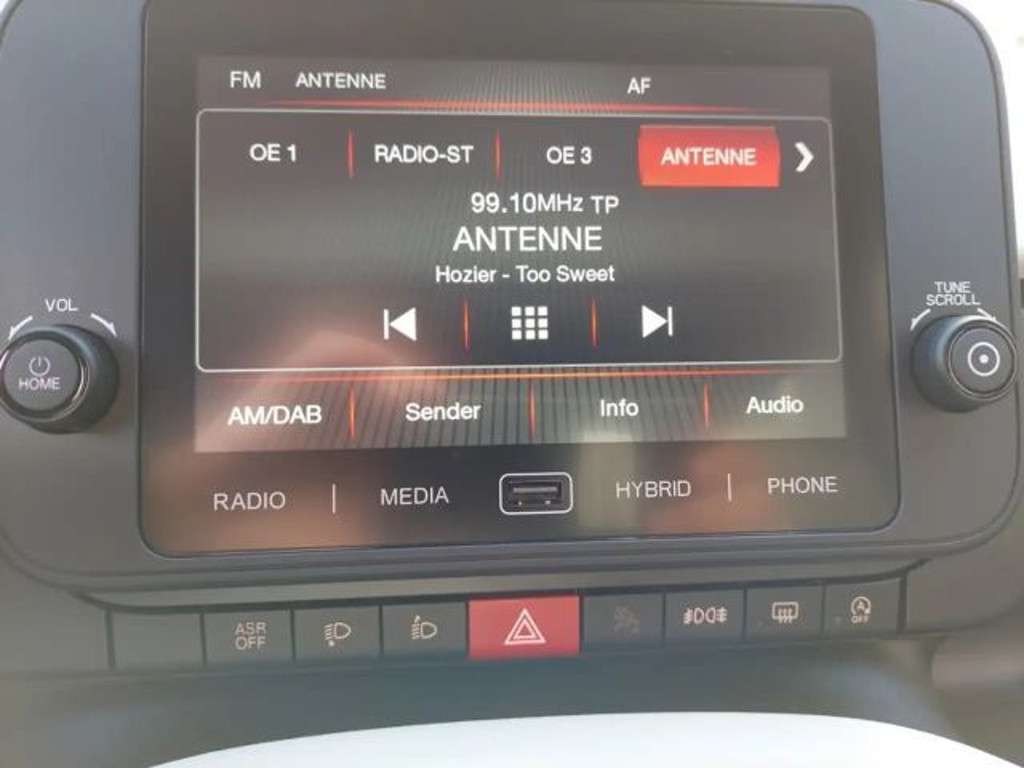 FM ANTENNE AF
OE 1 RADIO-ST OE 3 ANTENNE
99.10MHz TP
ANTENNE
Hozier - Too Sweet
VOL
HOME
TUNE
SCROLL
AM/DAB Sender Info Audio
RADIO MEDIA HYBRID PHONE
ASR
OFF
A
OFF